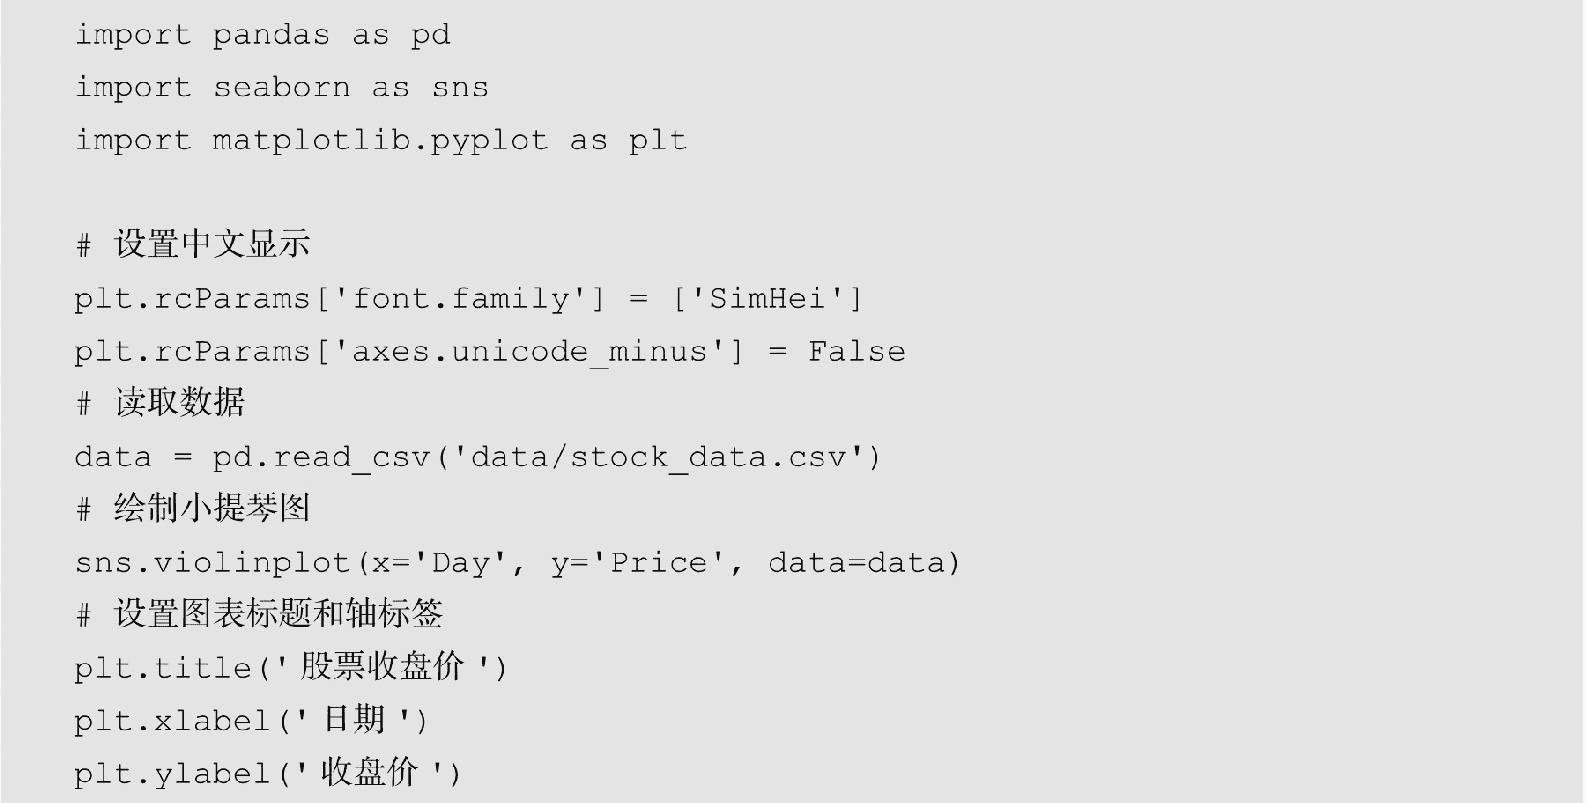 import pandas as pd
import seaborn as sns
import matplotlib.pyplot as plt
# 设置中文显示
plt.rcParams['font.family'] = ['SimHei']
plt.rcParams['axes.unicode_minus'] = False
# 读取数据
data = pd.read_csv('data/stock_data.csv')
# 绘制小提琴图
sns.violinplot(x='Day', y='Price', data=data)
# 设置图表标题和轴标签
plt.title(' 股票收盘价 ')
plt.xlabel(' 日期 ')
plt.ylabel(' 收盘价 ')